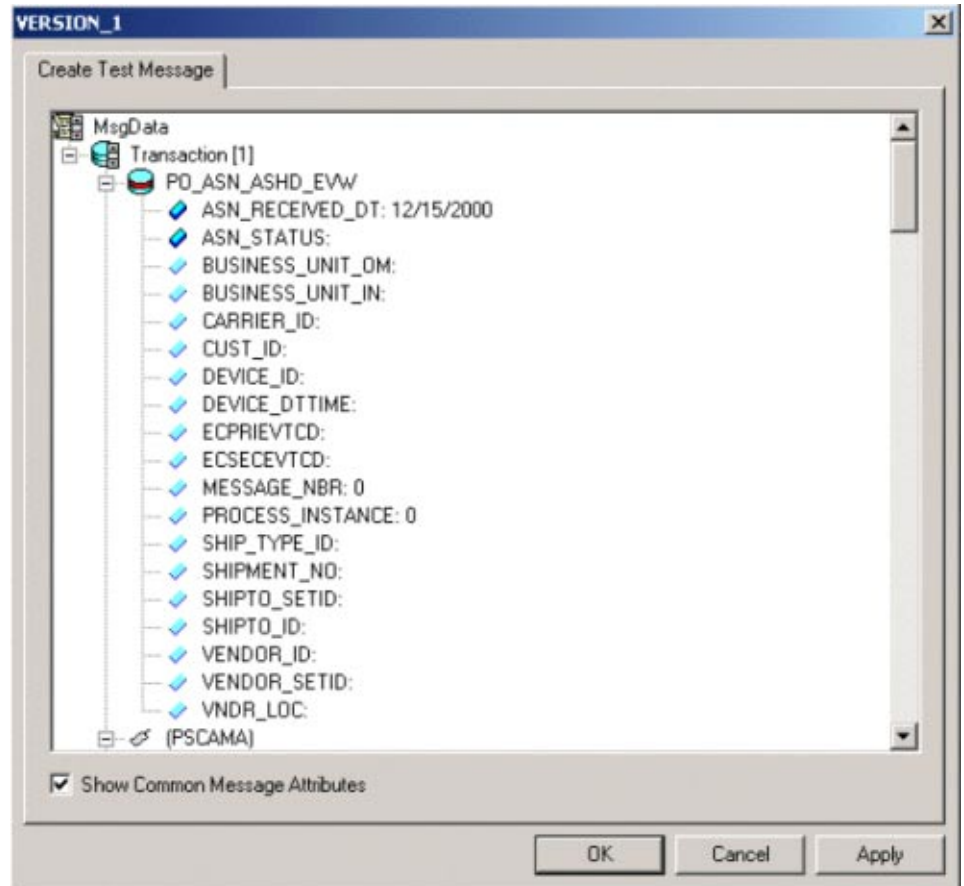 VERSION_1
Create Test Message
MsgData
Transaction [1]
PO_ASN_ASHD_EVW
ASN_RECEIVED_DT: 12/15/2000
ASN_STATUS:
BUSINESS_UNIT_OM:
BUSINESS_UNIT_IN:
CARRIER_ID:
CUST_ID:
DEVICE_ID:
DEVICE_DTTIME:
ECPRIEVTCD:
ECSECEVTCD:
MESSAGE_NBR: 0
PROCESS_INSTANCE: 0
SHIP_TYPE_ID:
SHIPMENT_NO:
SHIPTO_SETID:
SHIPTO_ID:
VENDOR_ID:
VENDOR_SETID:
VNDR_LOC:
(PSCAMA)
Show Common Message Attributes
OK Cancel Apply